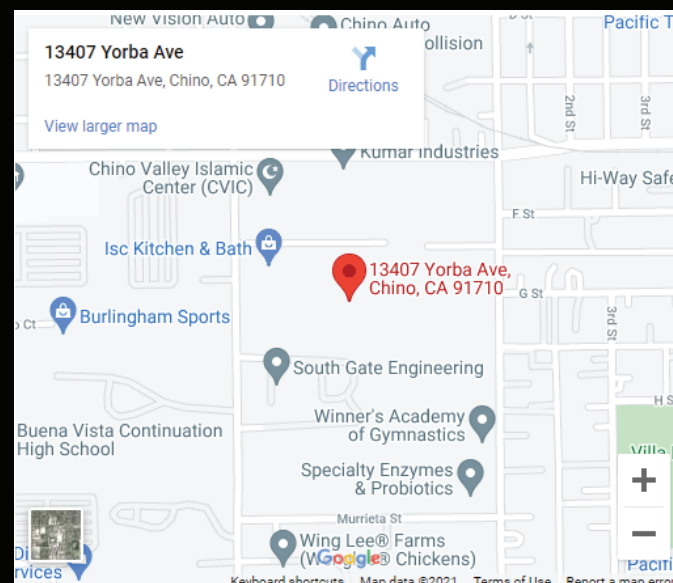 New Vision Auto
Chino Auto
ollision
Pacific T
D St
13407 Yorba Ave
13407 Yorba Ave, Chino, CA 91710
Directions
View larger map
2nd St
3rd St
Kumar Industries
Chino Valley Islamic
Center (CVIC)
Hi-Way Safe
F St
Isc Kitchen & Bath
13407 Yorba Ave,
Chino, CA 91710
G St
Burlingham Sports
Ct
3rd St
South Gate Engineering
H S
Winner's Academy
of Gymnastics
Buena Vista Continuation
High School
Villa
Specialty Enzymes
& Probiotics
+
−
Murrieta St
Wing Lee® Farms
Chickens)
Google
Di
rvices
Pacifi
Keyboard shortcuts
Map data ©2021
Terms of Use
Report a map error